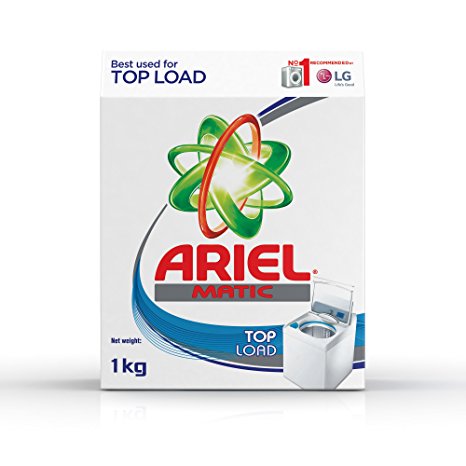 Best used for
TOP LOAD
Nº1 RECOMMENDED BY
LG
Life's Good
ARIEL®
MATIC
TOP
LOAD
Net weight:
1kg